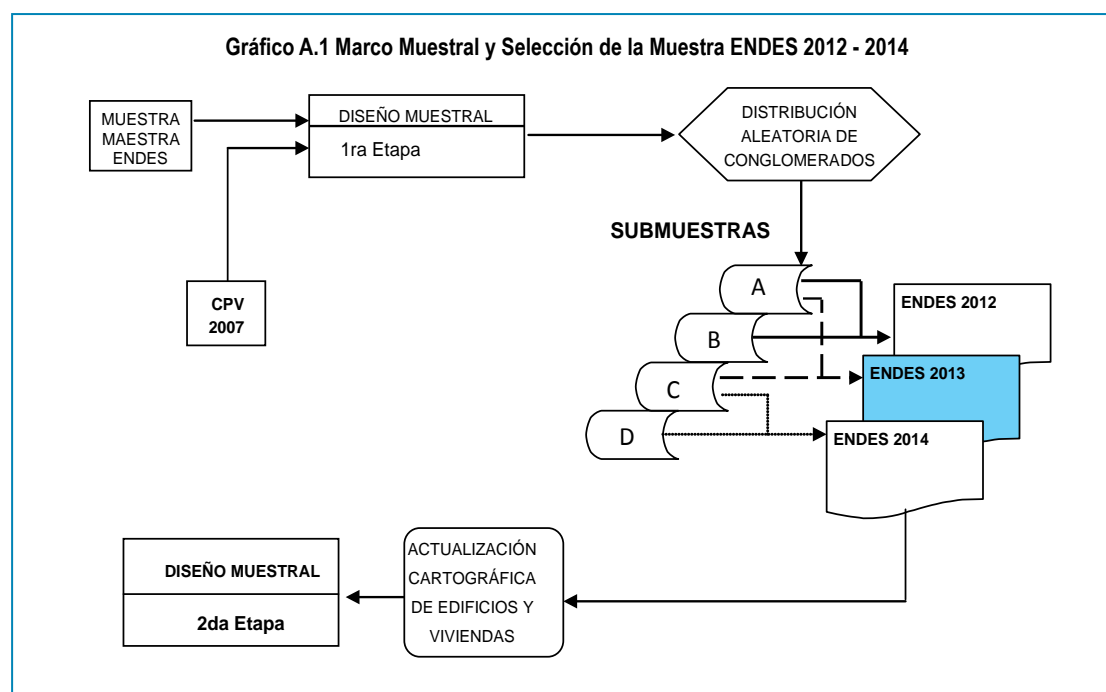 Gráfico A.1 Marco Muestral y Selección de la Muestra ENDES 2012 - 2014
MUESTRA
MAESTRA
ENDES
DISEÑO MUESTRAL
1ra Etapa
DISTRIBUCIÓN
ALEATORIA DE
CONGLOMERADOS
CPV
2007
SUBMUESTRAS
A
B
C
D
ENDES 2012
ENDES 2013
ENDES 2014
DISEÑO MUESTRAL
2da Etapa
ACTUALIZACIÓN
CARTOGRÁFICA
DE EDIFICIOS Y
VIVIENDAS